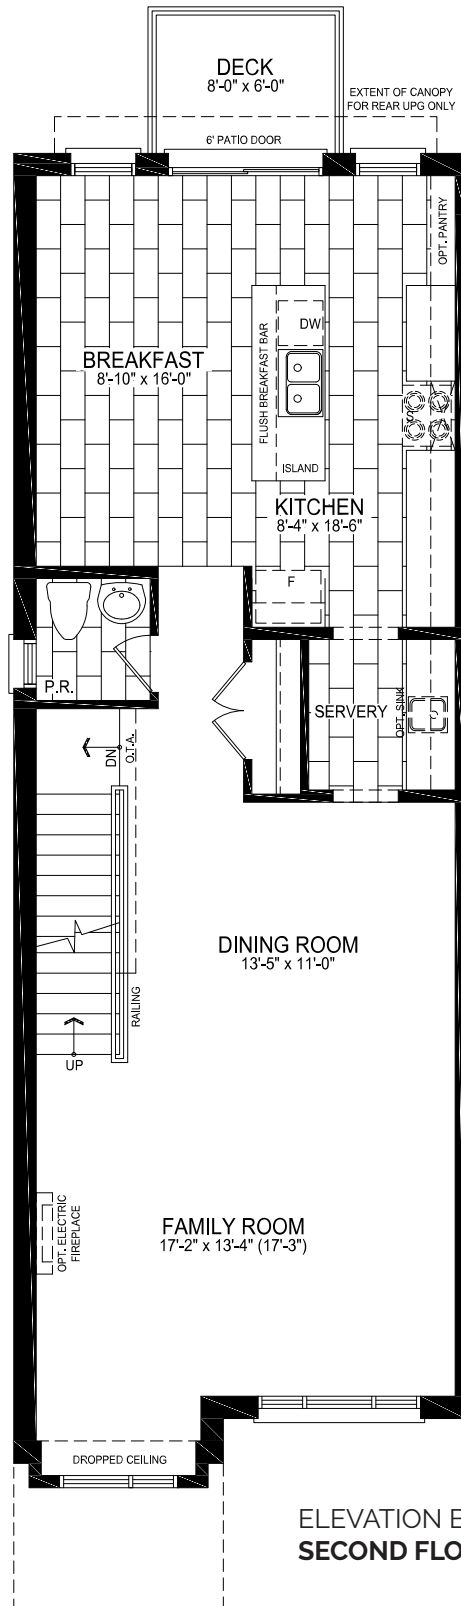 DECK
8'-0" x 6'-0"
EXTENT OF CANOPY
FOR REAR UPG ONLY
6' PATIO DOOR
OPT. PANTRY
DW
FLUSH BREAKFAST BAR
BREAKFAST
8'-10" x 16'-0"
S
ISLAND
KITCHEN
8'-4" x 18'-6"
F
P.R.
SERVERY
OPT. SINK
S
DN
O.T.A.
DINING ROOM
13'-5" x 11'-0"
RAILING
UP
OPT. ELECTRIC
FIREPLACE
FAMILY ROOM
17'-2" x 13'-4" (17'-3")
DROPPED CEILING
ELEVATION
SECOND FLO